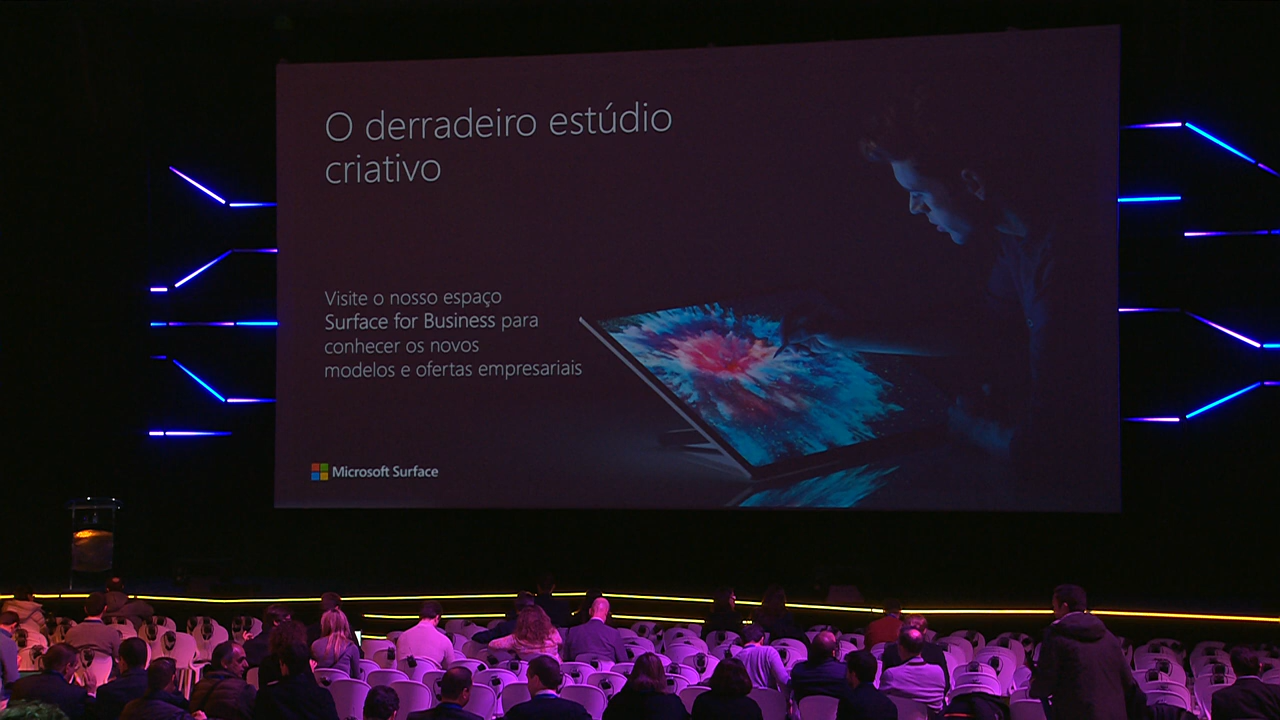 O derradeiro estúdio
criativo
Visite o nosso espaço
Surface for Business para
conhecer os novos
modelos e ofertas empresariais
Microsoft Surface